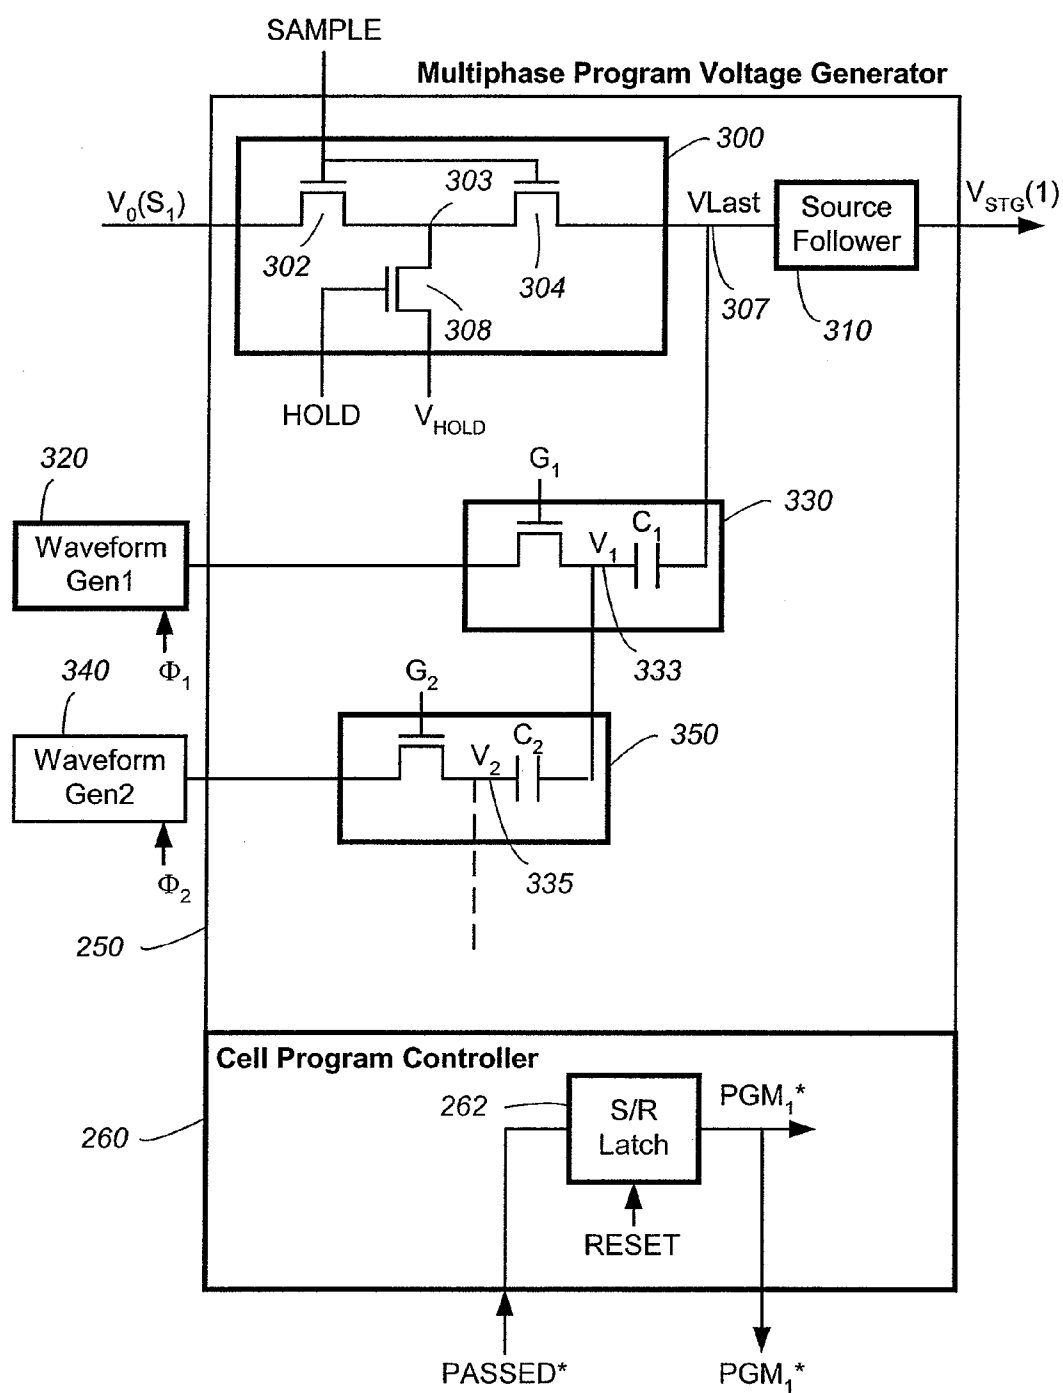 SAMPLE
Multiphase Program Voltage Generator
300
V₀(S₁)
303
VLast
Source
Follower
V_STG(1)
302
304
308
307
310
HOLD
V_HOLD
320
G₁
330
Waveform
Gen1
V₁
C₁
Φ₁
333
340
G₂
350
Waveform
Gen2
V₂
C₂
Φ₂
335
250
Cell Program Controller
262
S/R
Latch
PGM₁*
260
RESET
PASSED*
PGM₁*